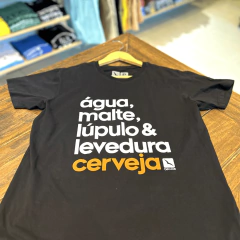 água,
malte,
lúpulo &
levedura
cerveja